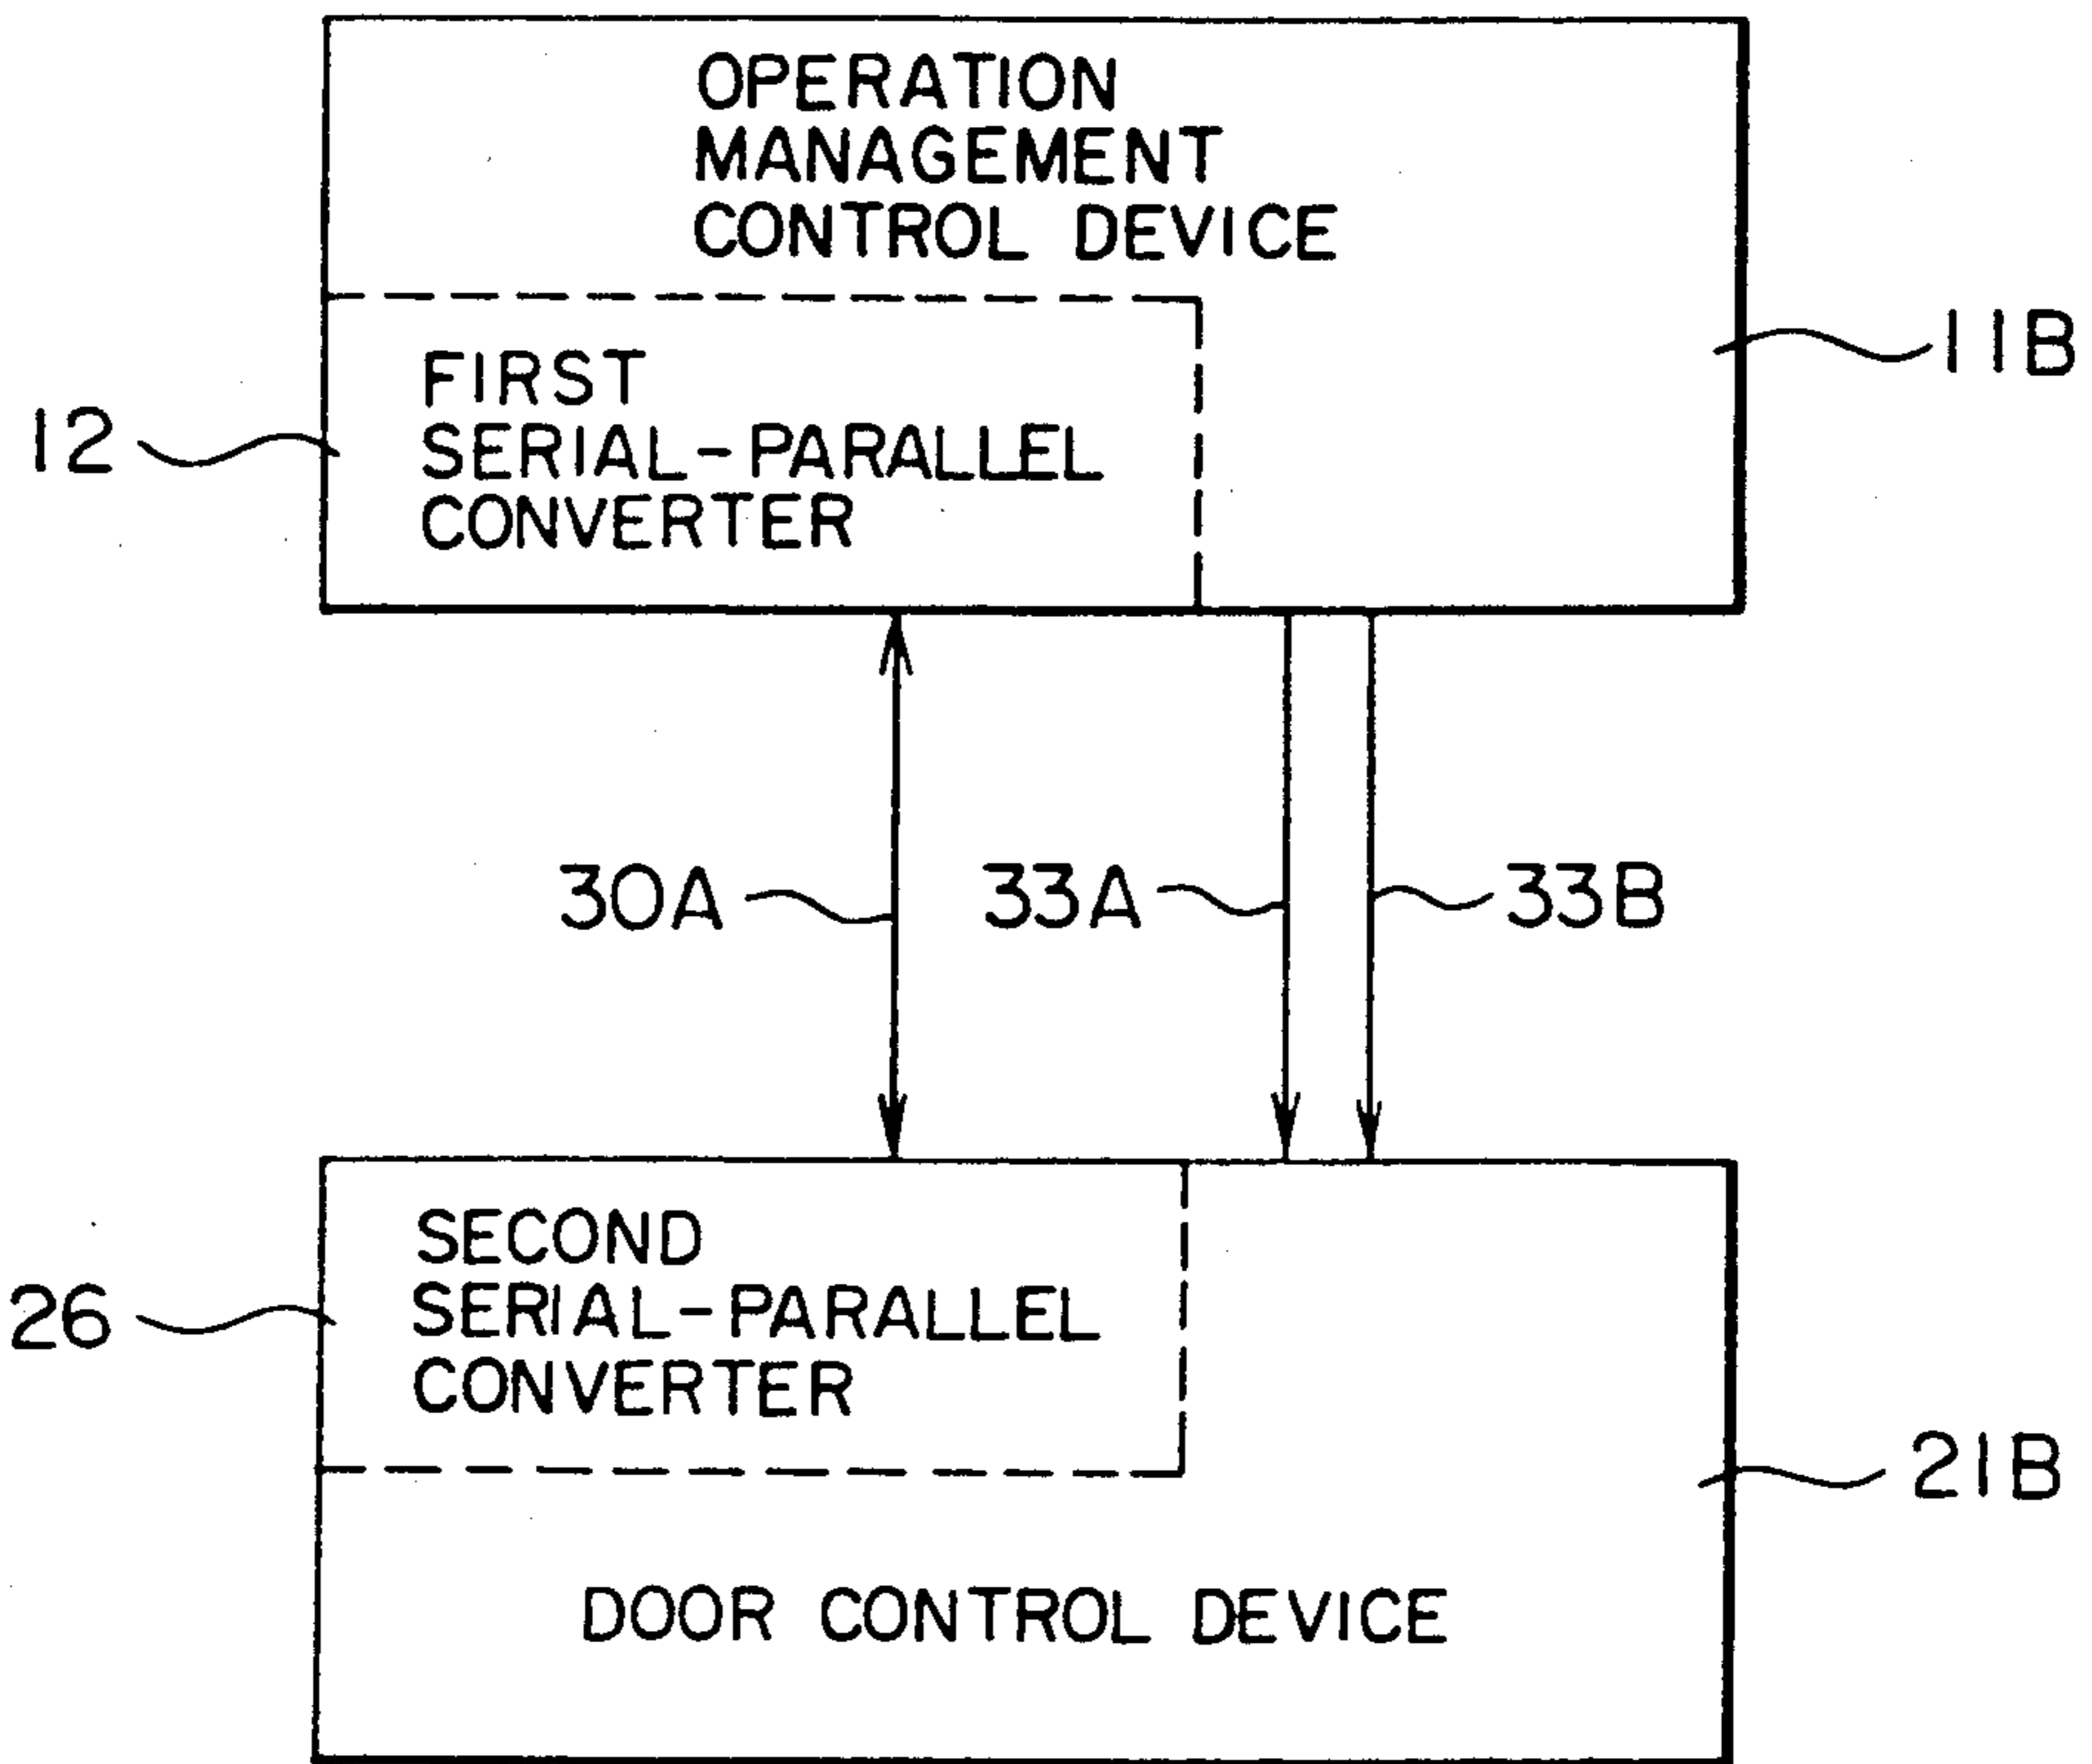 OPERATION
MANAGEMENT
CONTROL DEVICE
11B
FIRST
SERIAL-PARALLEL
CONVERTER
12
30A
33A
33B
SECOND
SERIAL-PARALLEL
CONVERTER
26
21B
DOOR CONTROL DEVICE